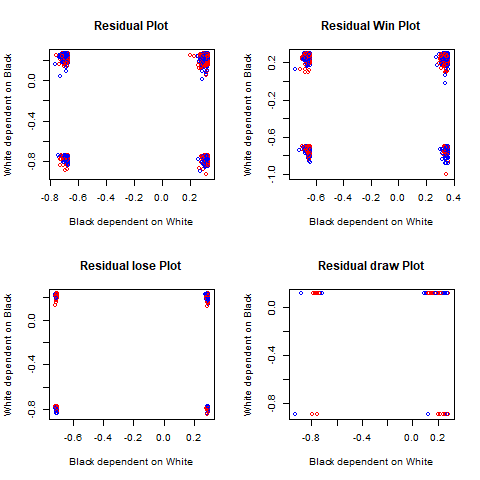 Residual Plot
White dependent on Black
0.0
-0.4
-0.8
-0.8 -0.6 -0.4 -0.2 0.0 0.2
Black dependent on White
Residual Win Plot
White dependent on Black
0.2
-0.2
-0.6
-1.0
-0.6 -0.2 0.0 0.2 0.4
Black dependent on White
Residual lose Plot
White dependent on Black
0.0
-0.4
-0.8
-0.6 -0.4 -0.2 0.0 0.2
Black dependent on White
Residual draw Plot
White dependent on Black
0.0
-0.4
-0.8
-0.8 -0.4 0.0 0.2
Black dependent on White